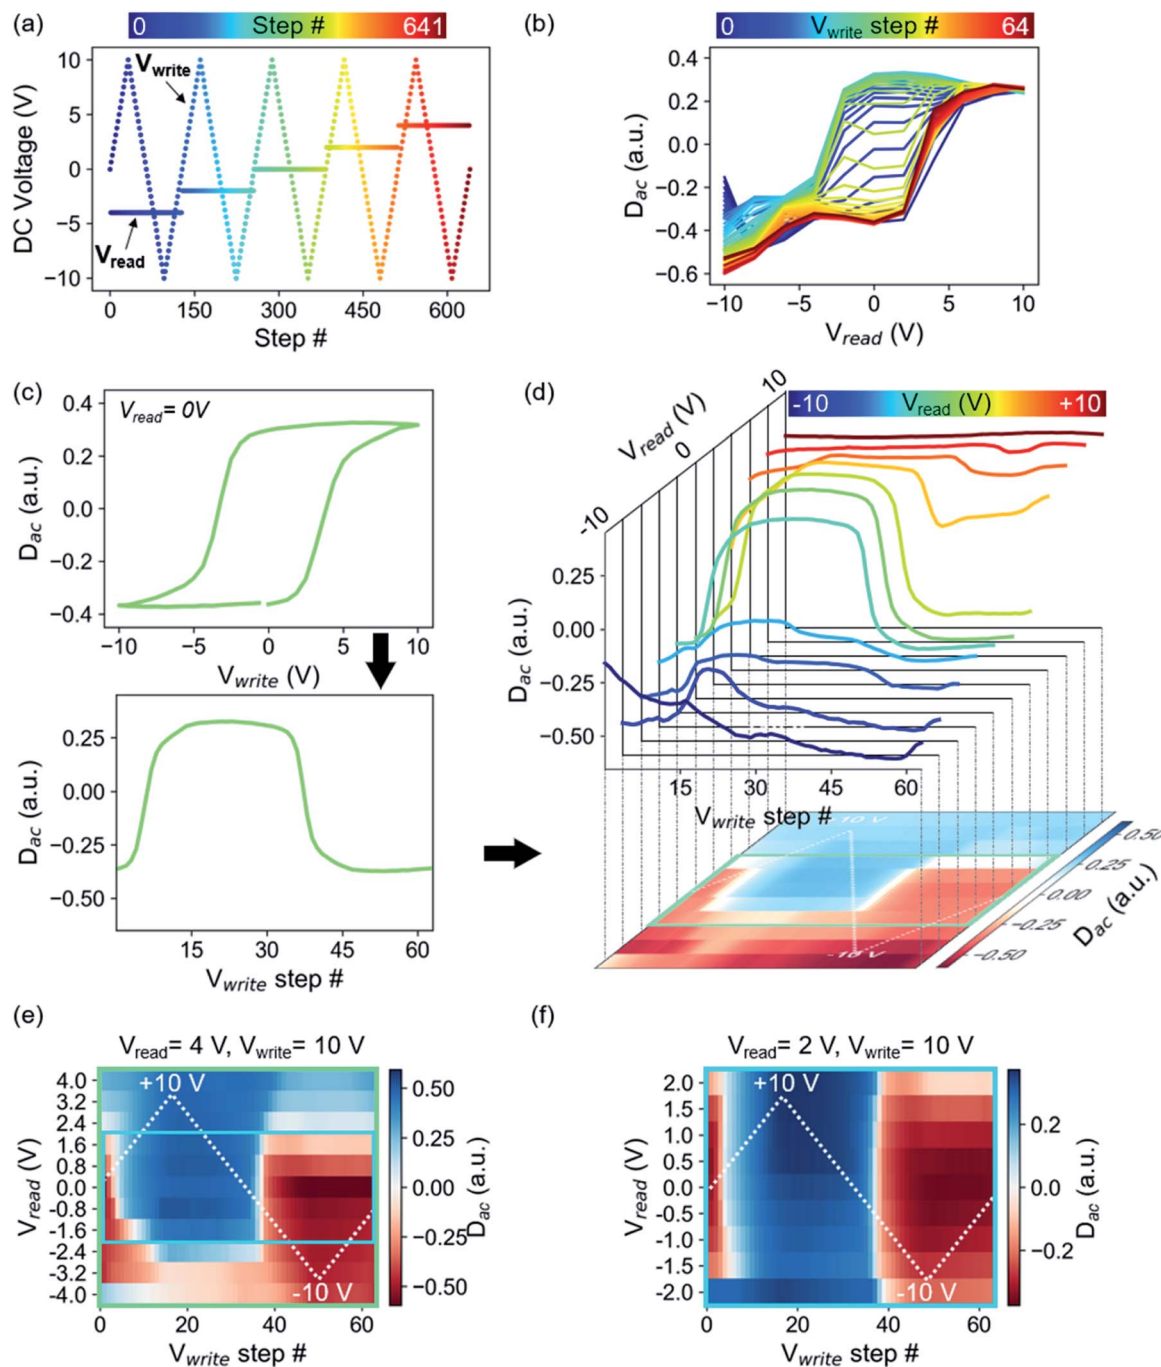 (a)
0 Step # 641
DC Voltage (V)
10
5
0
−5
−10
V_write
V_read
0 150 300 450 600
Step #
(b)
0 V_write step # 64
D_ac (a.u.)
0.4
0.2
0.0
−0.2
−0.4
−0.6
−10 −5 0 5 10
V_read (V)
(c)
V_read= 0V
D_ac (a.u.)
0.4
0.2
0.0
−0.2
−0.4
−10 −5 0 5 10
V_write (V)
D_ac (a.u.)
0.25
0.00
−0.25
−0.50
15 30 45 60
V_write step #
(d)
-10 V_read (V) +10
V_read (V)
-10 0 10
D_ac (a.u.)
0.25
0.00
−0.25
−0.50
15 30 45 60
V_write step #
-10 V
0.50
0.25
0.00
−0.25
−0.50
D_ac (a.u.)
(e)
V_read= 4 V, V_write= 10 V
V_read (V)
4.0
3.2
2.4
1.6
0.8
0.0
-0.8
-1.6
-2.4
-3.2
-4.0
+10 V
-10 V
0 20 40 60
V_write step #
0.50
0.25
0.00
−0.25
−0.50
D_ac (a.u.)
(f)
V_read= 2 V, V_write= 10 V
V_read (V)
2.0
1.5
1.0
0.5
0.0
-0.5
-1.0
-1.5
-2.0
+10 V
-10 V
0 20 40 60
V_write step #
0.2
0.0
−0.2
D_ac (a.u.)